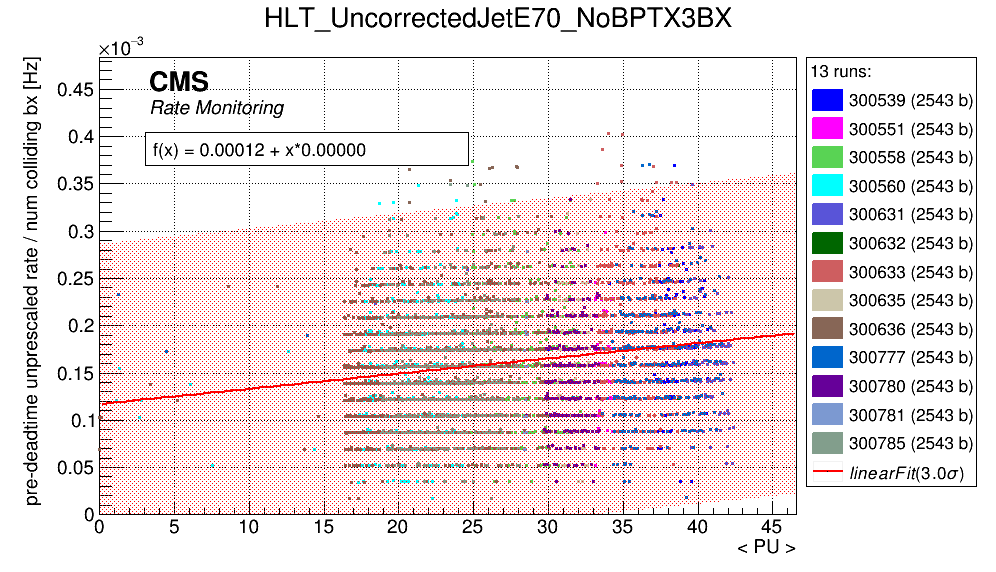 HLT_UncorrectedJetE70_NoBPTX3BX
×10⁻³
pre-deadtime unprescaled rate / num colliding bx [Hz]
CMS
Rate Monitoring
f(x) = 0.00012 + x*0.00000
0.45
0.4
0.35
0.3
0.25
0.2
0.15
0.1
0.05
0
0 5 10 15 20 25 30 35 40 45
< PU >
13 runs:
300539 (2543 b)
300551 (2543 b)
300558 (2543 b)
300560 (2543 b)
300631 (2543 b)
300632 (2543 b)
300633 (2543 b)
300635 (2543 b)
300636 (2543 b)
300777 (2543 b)
300780 (2543 b)
300781 (2543 b)
300785 (2543 b)
linearFit(3.0σ)